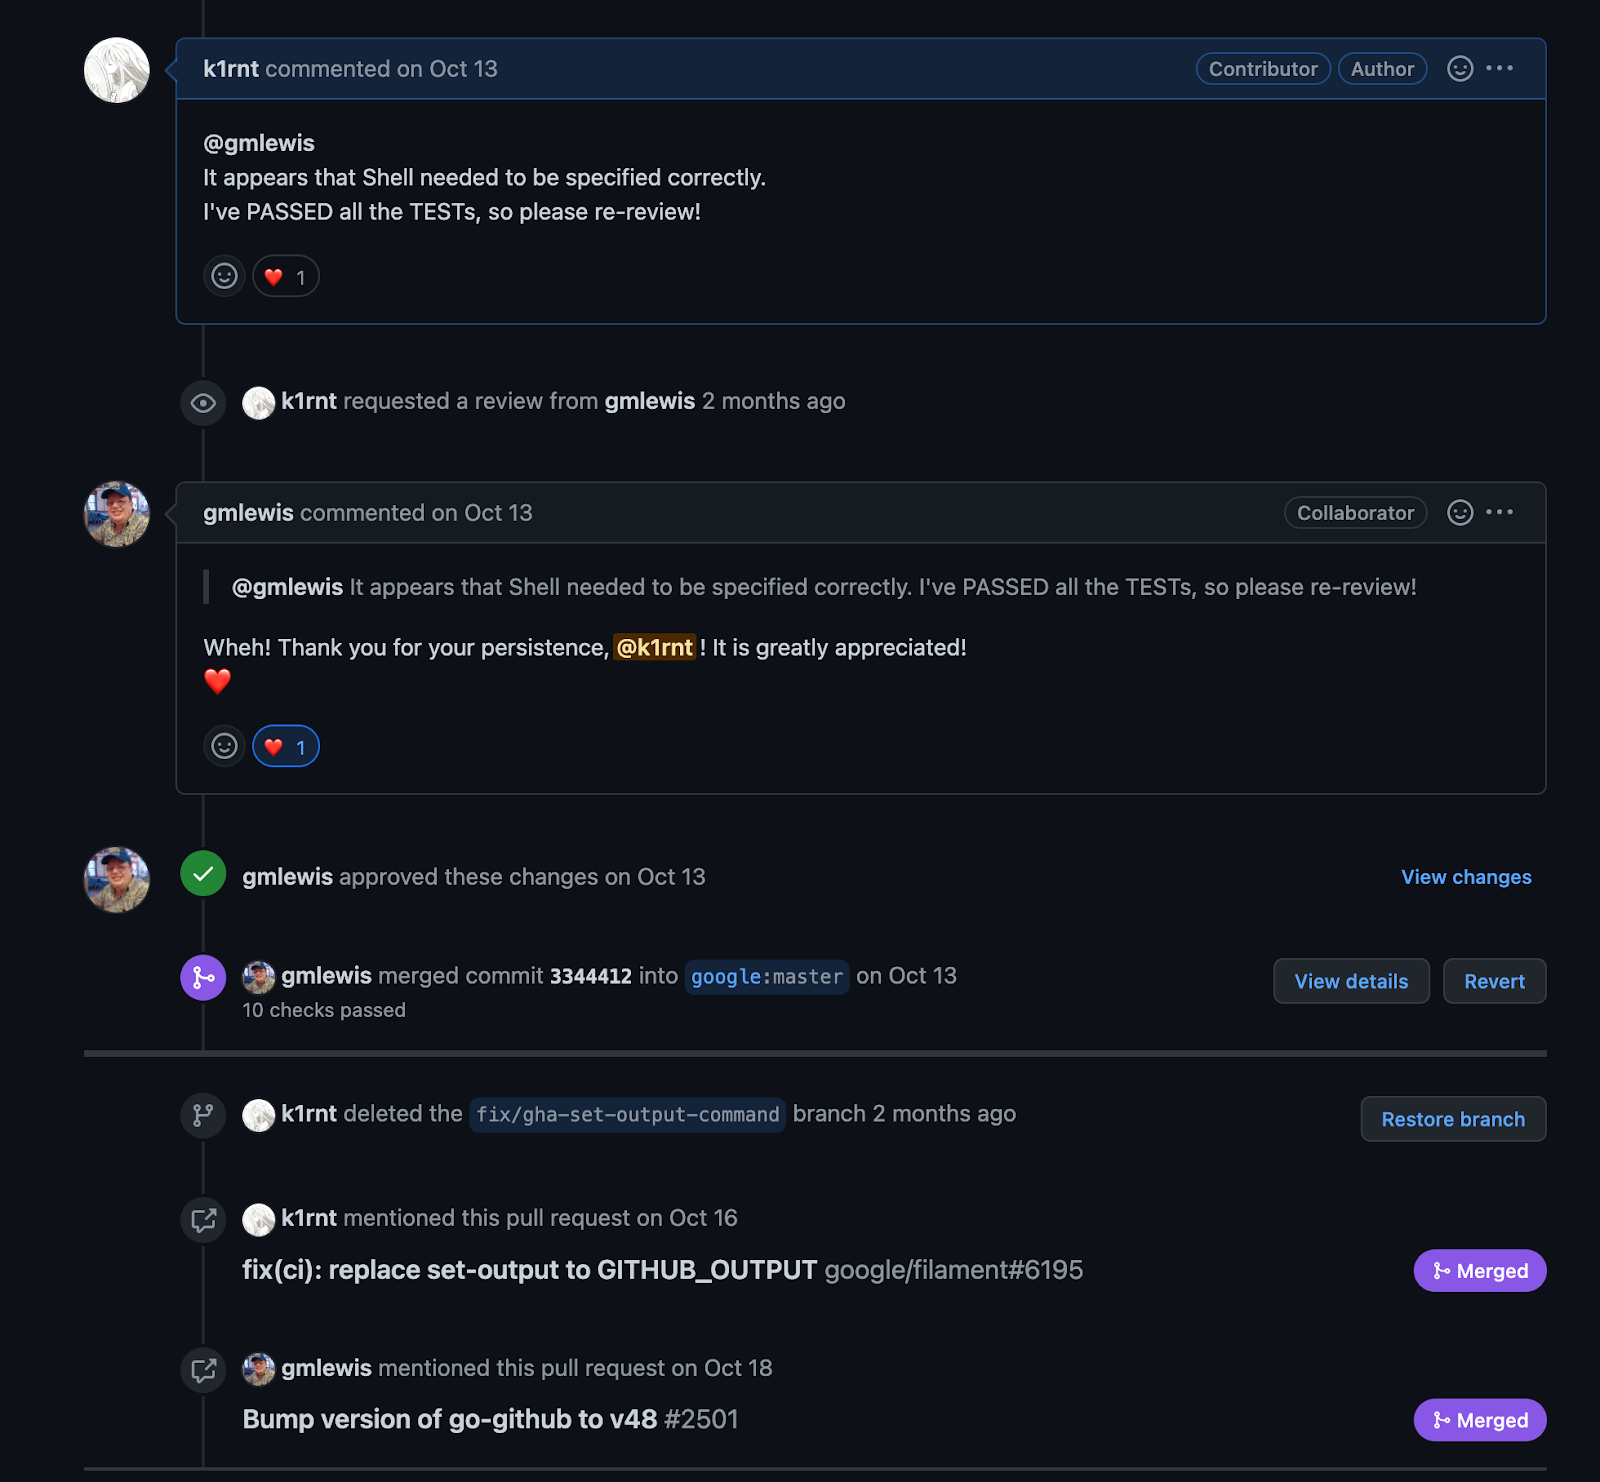 k1rnt commented on Oct 13 Contributor Author
@gmlewis
It appears that Shell needed to be specified correctly.
I've PASSED all the TESTs, so please re-review!
❤️ 1
k1rnt requested a review from gmlewis 2 months ago
gmlewis commented on Oct 13 Collaborator
@gmlewis It appears that Shell needed to be specified correctly. I've PASSED all the TESTs, so please re-review!
Wheh! Thank you for your persistence, @k1rnt ! It is greatly appreciated!
❤️
❤️ 1
gmlewis approved these changes on Oct 13 View changes
gmlewis merged commit 3344412 into google:master on Oct 13 View details Revert
10 checks passed
k1rnt deleted the fix/gha-set-output-command branch 2 months ago Restore branch
k1rnt mentioned this pull request on Oct 16
fix(ci): replace set-output to GITHUB_OUTPUT google/filament#6195 Merged
gmlewis mentioned this pull request on Oct 18
Bump version of go-github to v48 #2501 Merged